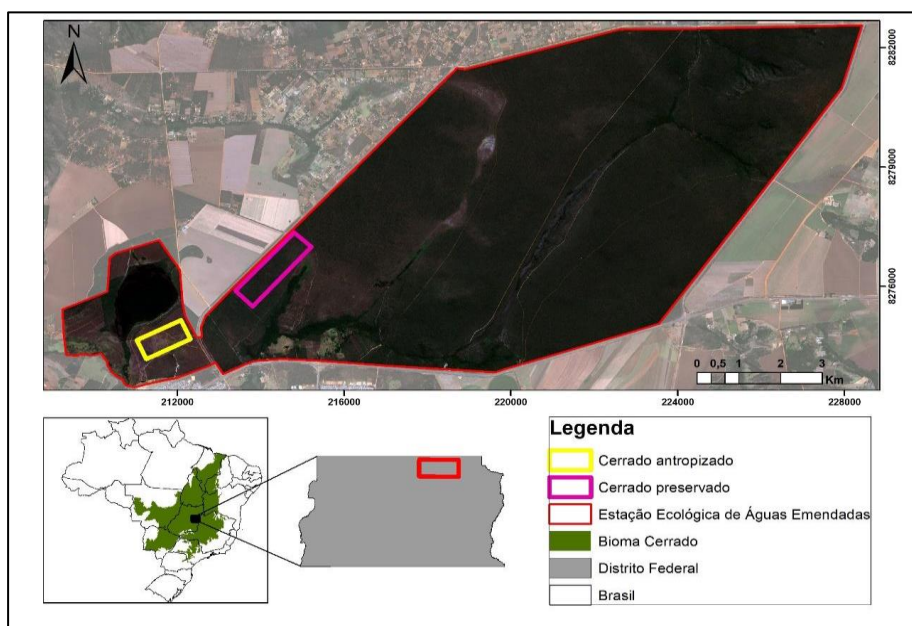 N
8282000
8279000
8276000
0 0,5 1 2 3
Km
212000 216000 220000 224000 228000
Legenda
Cerrado antropizado
Cerrado preservado
Estação Ecológica de Águas Emendadas
Bioma Cerrado
Distrito Federal
Brasil